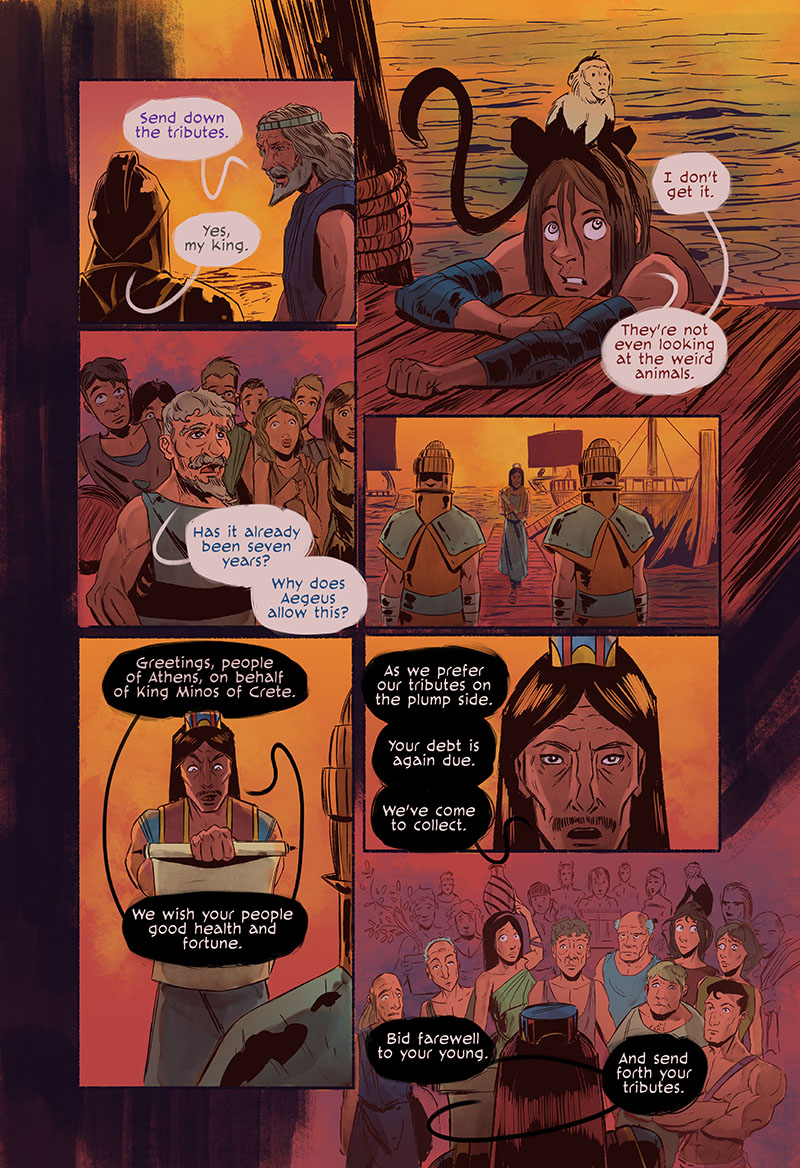 Send down
the tributes.
Yes,
my king.
I don't
get it.
They're not
even looking
at the weird
animals.
Has it already
been seven
years?
Why does
Aegeus
allow this?
Greetings, people
of Athens, on behalf
of King Minos of Crete.
We wish your people
good health and
fortune.
As we prefer
our tributes on
the plump side.
Your debt is
again due.
We've come
to collect.
Bid farewell
to your young.
And send
forth your
tributes.